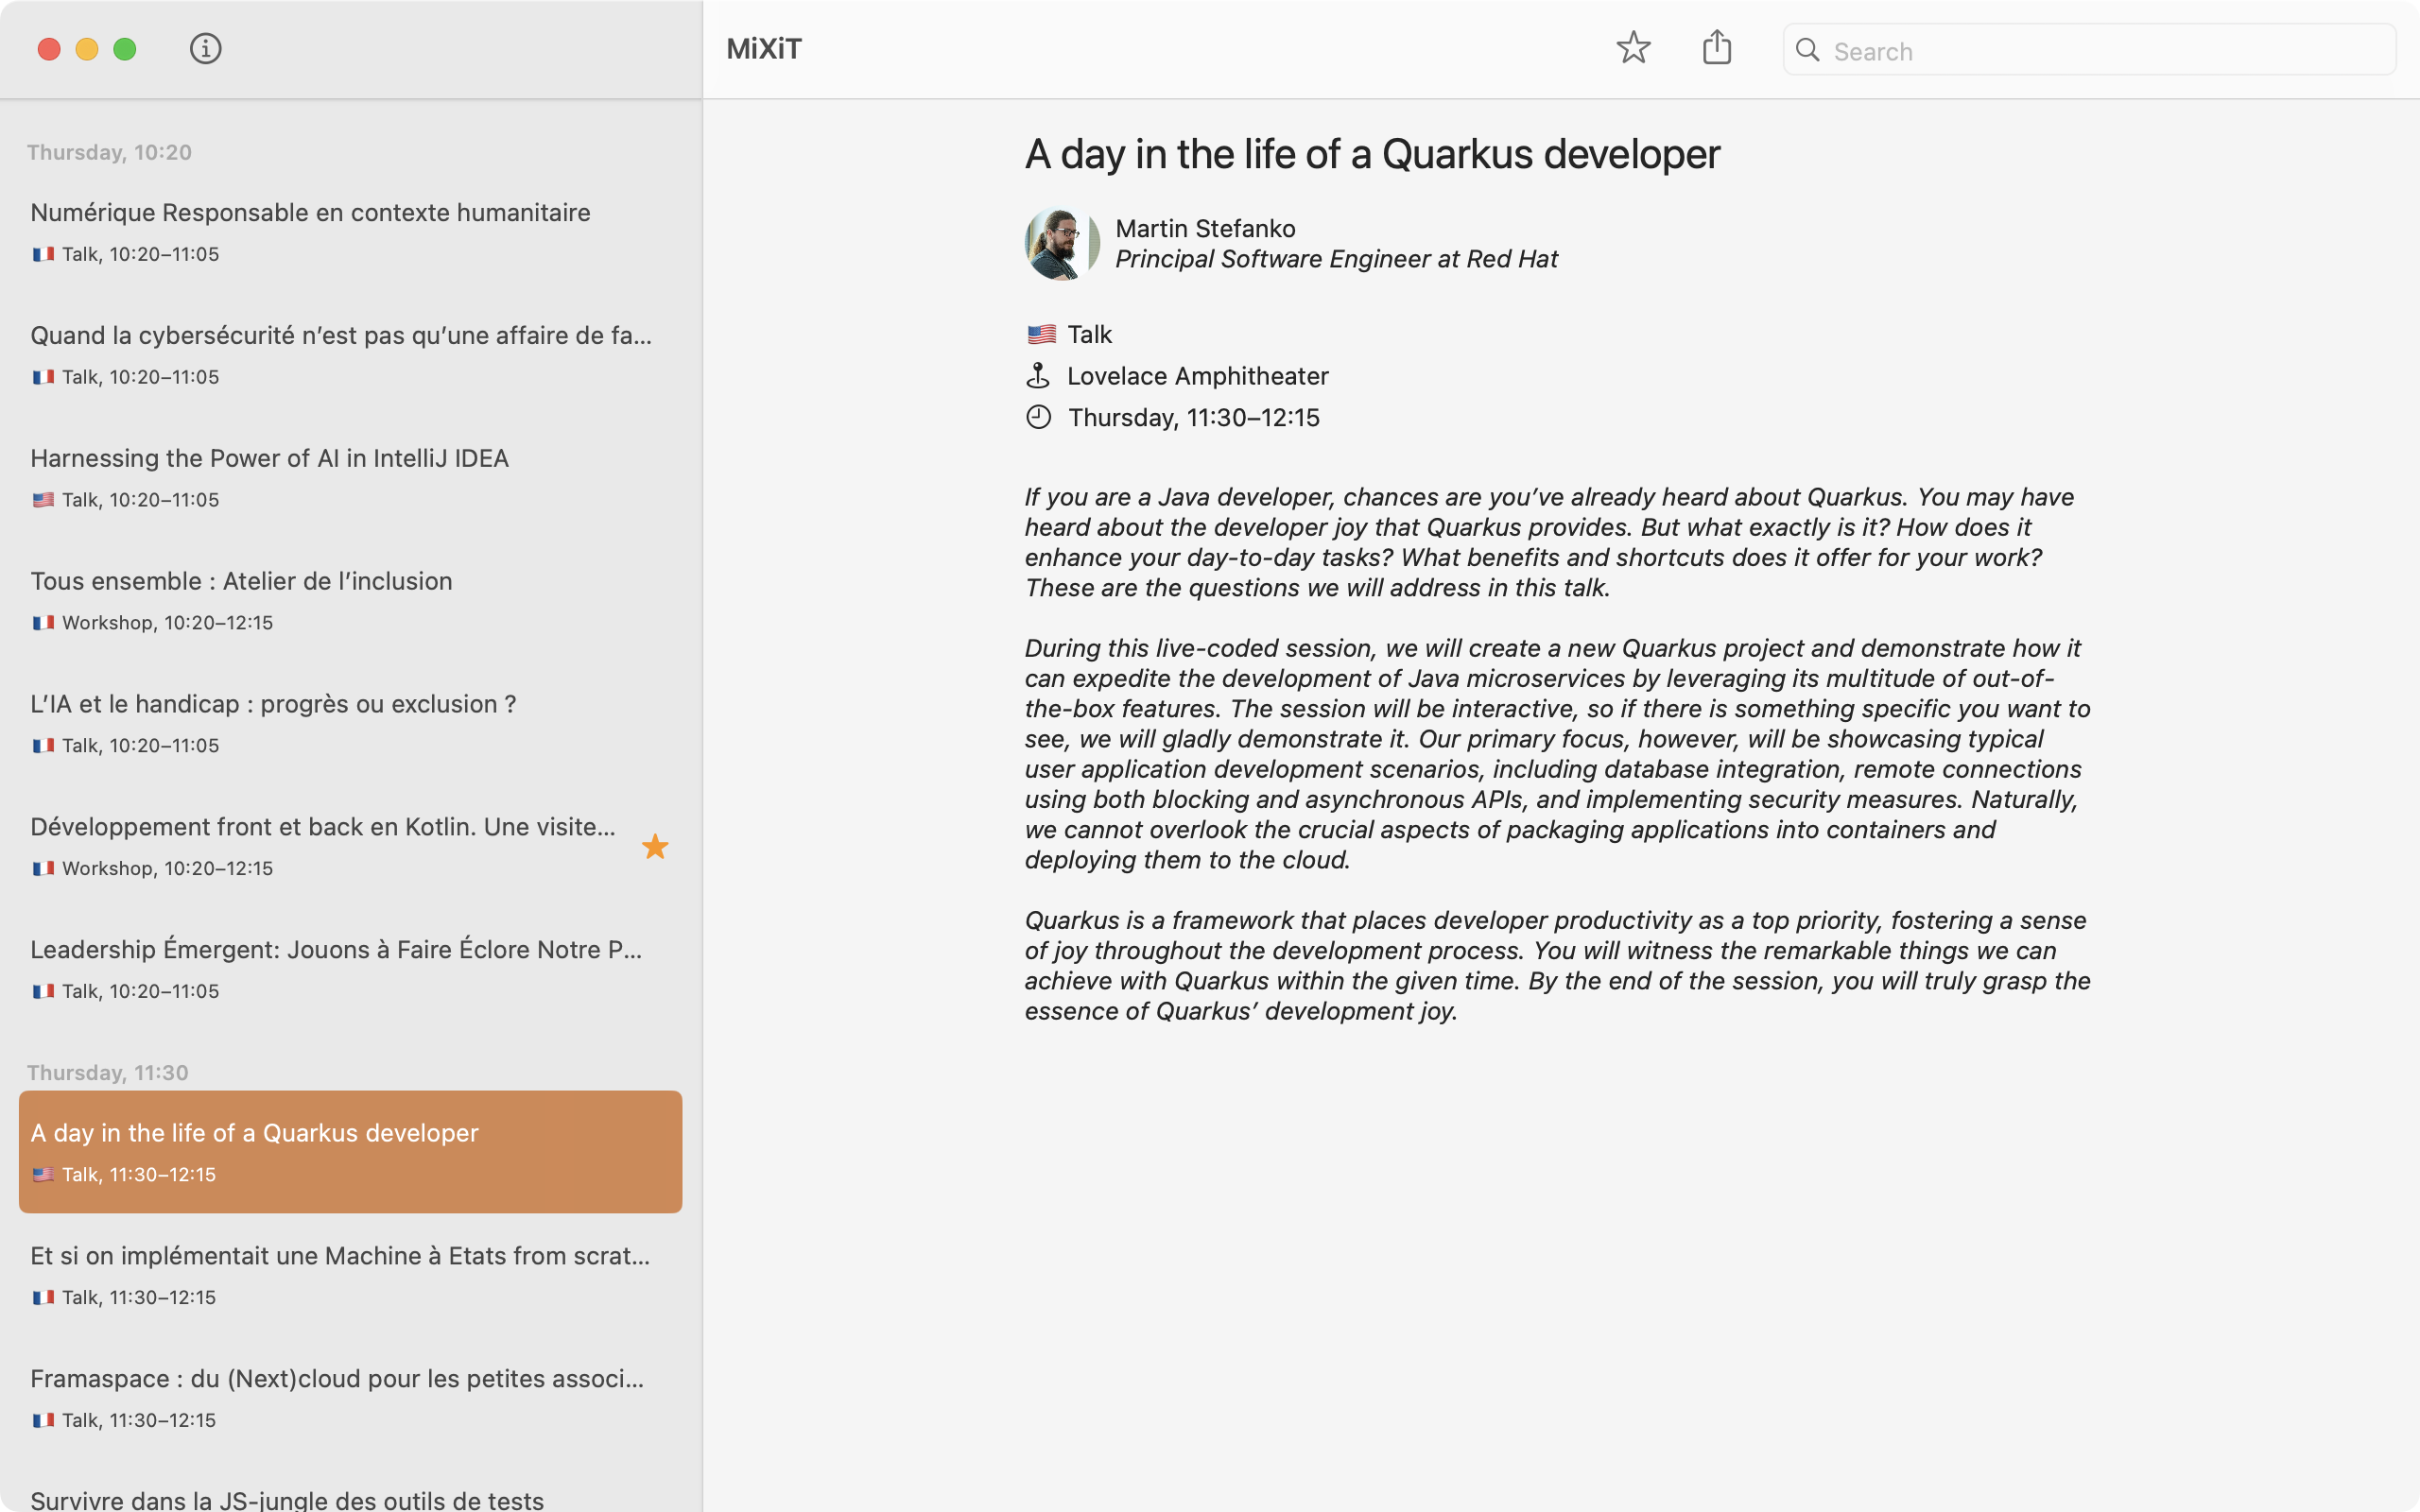 MiXiT
Search
Thursday, 10:20
Numérique Responsable en contexte humanitaire
Talk, 10:20–11:05
Quand la cybersécurité n’est pas qu’une affaire de fa...
Talk, 10:20–11:05
Harnessing the Power of AI in IntelliJ IDEA
Talk, 10:20–11:05
Tous ensemble : Atelier de l’inclusion
Workshop, 10:20–12:15
L’IA et le handicap : progrès ou exclusion ?
Talk, 10:20–11:05
Développement front et back en Kotlin. Une visite...
Workshop, 10:20–12:15
Leadership Émergent: Jouons à Faire Éclore Notre P...
Talk, 10:20–11:05
Thursday, 11:30
A day in the life of a Quarkus developer
Talk, 11:30–12:15
Et si on implémentait une Machine à Etats from scrat...
Talk, 11:30–12:15
Framaspace : du (Next)cloud pour les petites associ...
Talk, 11:30–12:15
Survivre dans la JS-jungle des outils de tests
A day in the life of a Quarkus developer
Martin Stefanko
Principal Software Engineer at Red Hat
Talk
Lovelace Amphitheater
Thursday, 11:30–12:15
If you are a Java developer, chances are you’ve already heard about Quarkus. You may have
heard about the developer joy that Quarkus provides. But what exactly is it? How does it
enhance your day-to-day tasks? What benefits and shortcuts does it offer for your work?
These are the questions we will address in this talk.
During this live-coded session, we will create a new Quarkus project and demonstrate how it
can expedite the development of Java microservices by leveraging its multitude of out-of-
the-box features. The session will be interactive, so if there is something specific you want to
see, we will gladly demonstrate it. Our primary focus, however, will be showcasing typical
user application development scenarios, including database integration, remote connections
using both blocking and asynchronous APIs, and implementing security measures. Naturally,
we cannot overlook the crucial aspects of packaging applications into containers and
deploying them to the cloud.
Quarkus is a framework that places developer productivity as a top priority, fostering a sense
of joy throughout the development process. You will witness the remarkable things we can
achieve with Quarkus within the given time. By the end of the session, you will truly grasp the
essence of Quarkus’ development joy.